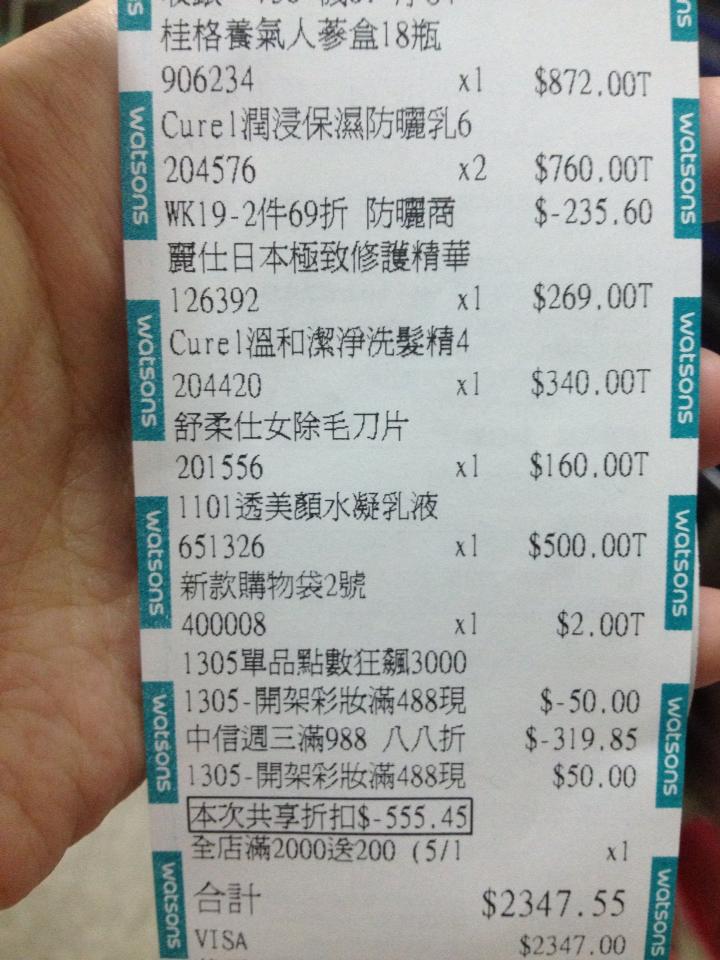 桂格養氣人蔘盒18瓶
906234 x1 $872.00T
Curel潤浸保濕防曬乳6
204576 x2 $760.00T
WK19-2件69折 防曬商 $-235.60
麗仕日本極致修護精華
126392 x1 $269.00T
Curel溫和潔淨洗髮精4
204420 x1 $340.00T
舒柔仕女除毛刀片
201556 x1 $160.00T
1101透美顏水凝乳液
651326 x1 $500.00T
新款購物袋2號
400008 x1 $2.00T
1305單品點數狂飆3000
1305-開架彩妝滿488現 $-50.00
中信週三滿988 八八折 $-319.85
1305-開架彩妝滿488現 $50.00
本次共享折扣$-555.45
全店滿2000送200 (5/1 x1
合計 $2347.55
VISA $2347.00
watsons
watsons
watsons
watsons
watsons
watsons
watsons
watsons
watsons
watsons